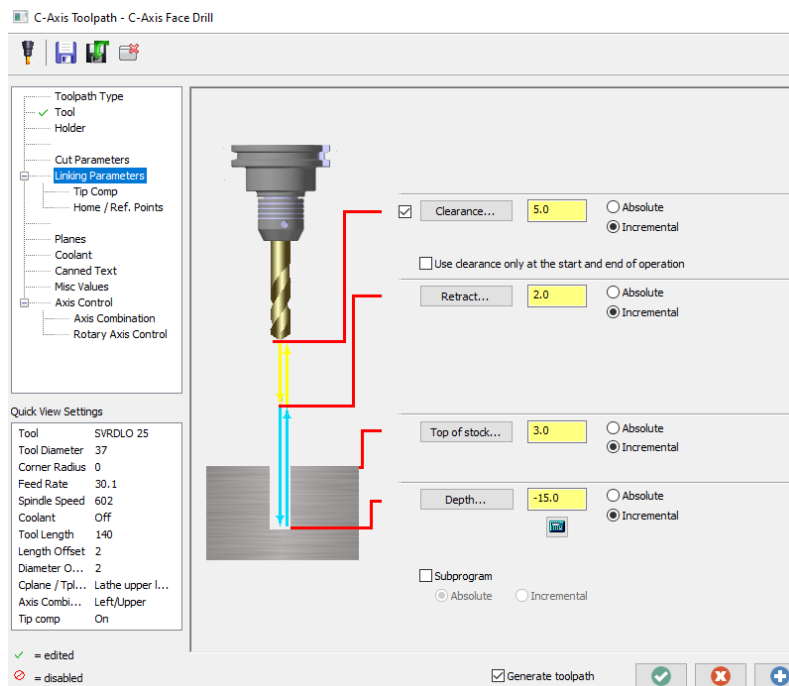 C-Axis Toolpath - C-Axis Face Drill
Toolpath Type
Tool
Holder
Cut Parameters
Linking Parameters
Tip Comp
Home / Ref. Points
Planes
Coolant
Canned Text
Misc Values
Axis Control
Axis Combination
Rotary Axis Control
Quick View Settings
Tool SVRDLO 25
Tool Diameter 37
Corner Radius 0
Feed Rate 30.1
Spindle Speed 602
Coolant Off
Tool Length 140
Length Offset 2
Diameter O... 2
Cplane / Tpl... Lathe upper l...
Axis Combi... Left/Upper
Tip comp On
= edited
= disabled
Clearance... 5.0 Absolute
Incremental
Use clearance only at the start and end of operation
Retract... 2.0 Absolute
Incremental
Top of stock... 3.0 Absolute
Incremental
Depth... -15.0 Absolute
Incremental
Subprogram
Absolute Incremental
Generate toolpath